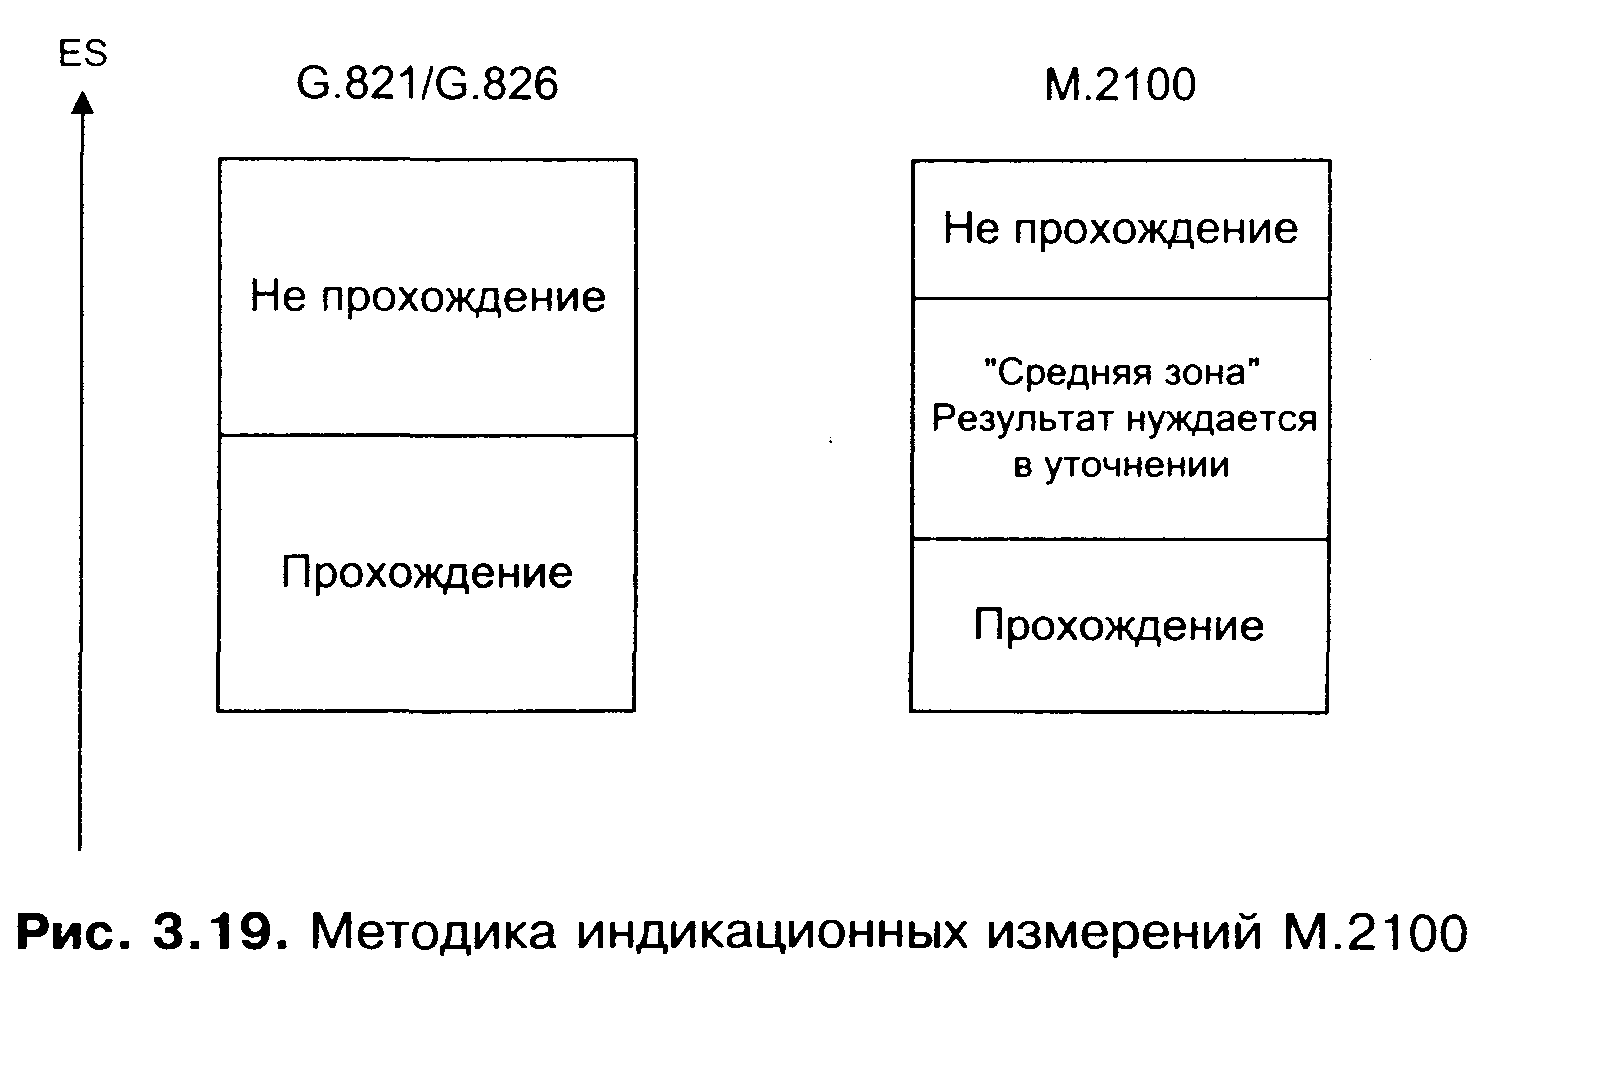 ES
G.821/G.826
M.2100
Не прохождение
Прохождение
Не прохождение
"Средняя зона"
Результат нуждается
в уточнении
Прохождение
Рис. 3.19. Методика индикационных измерений М.2100